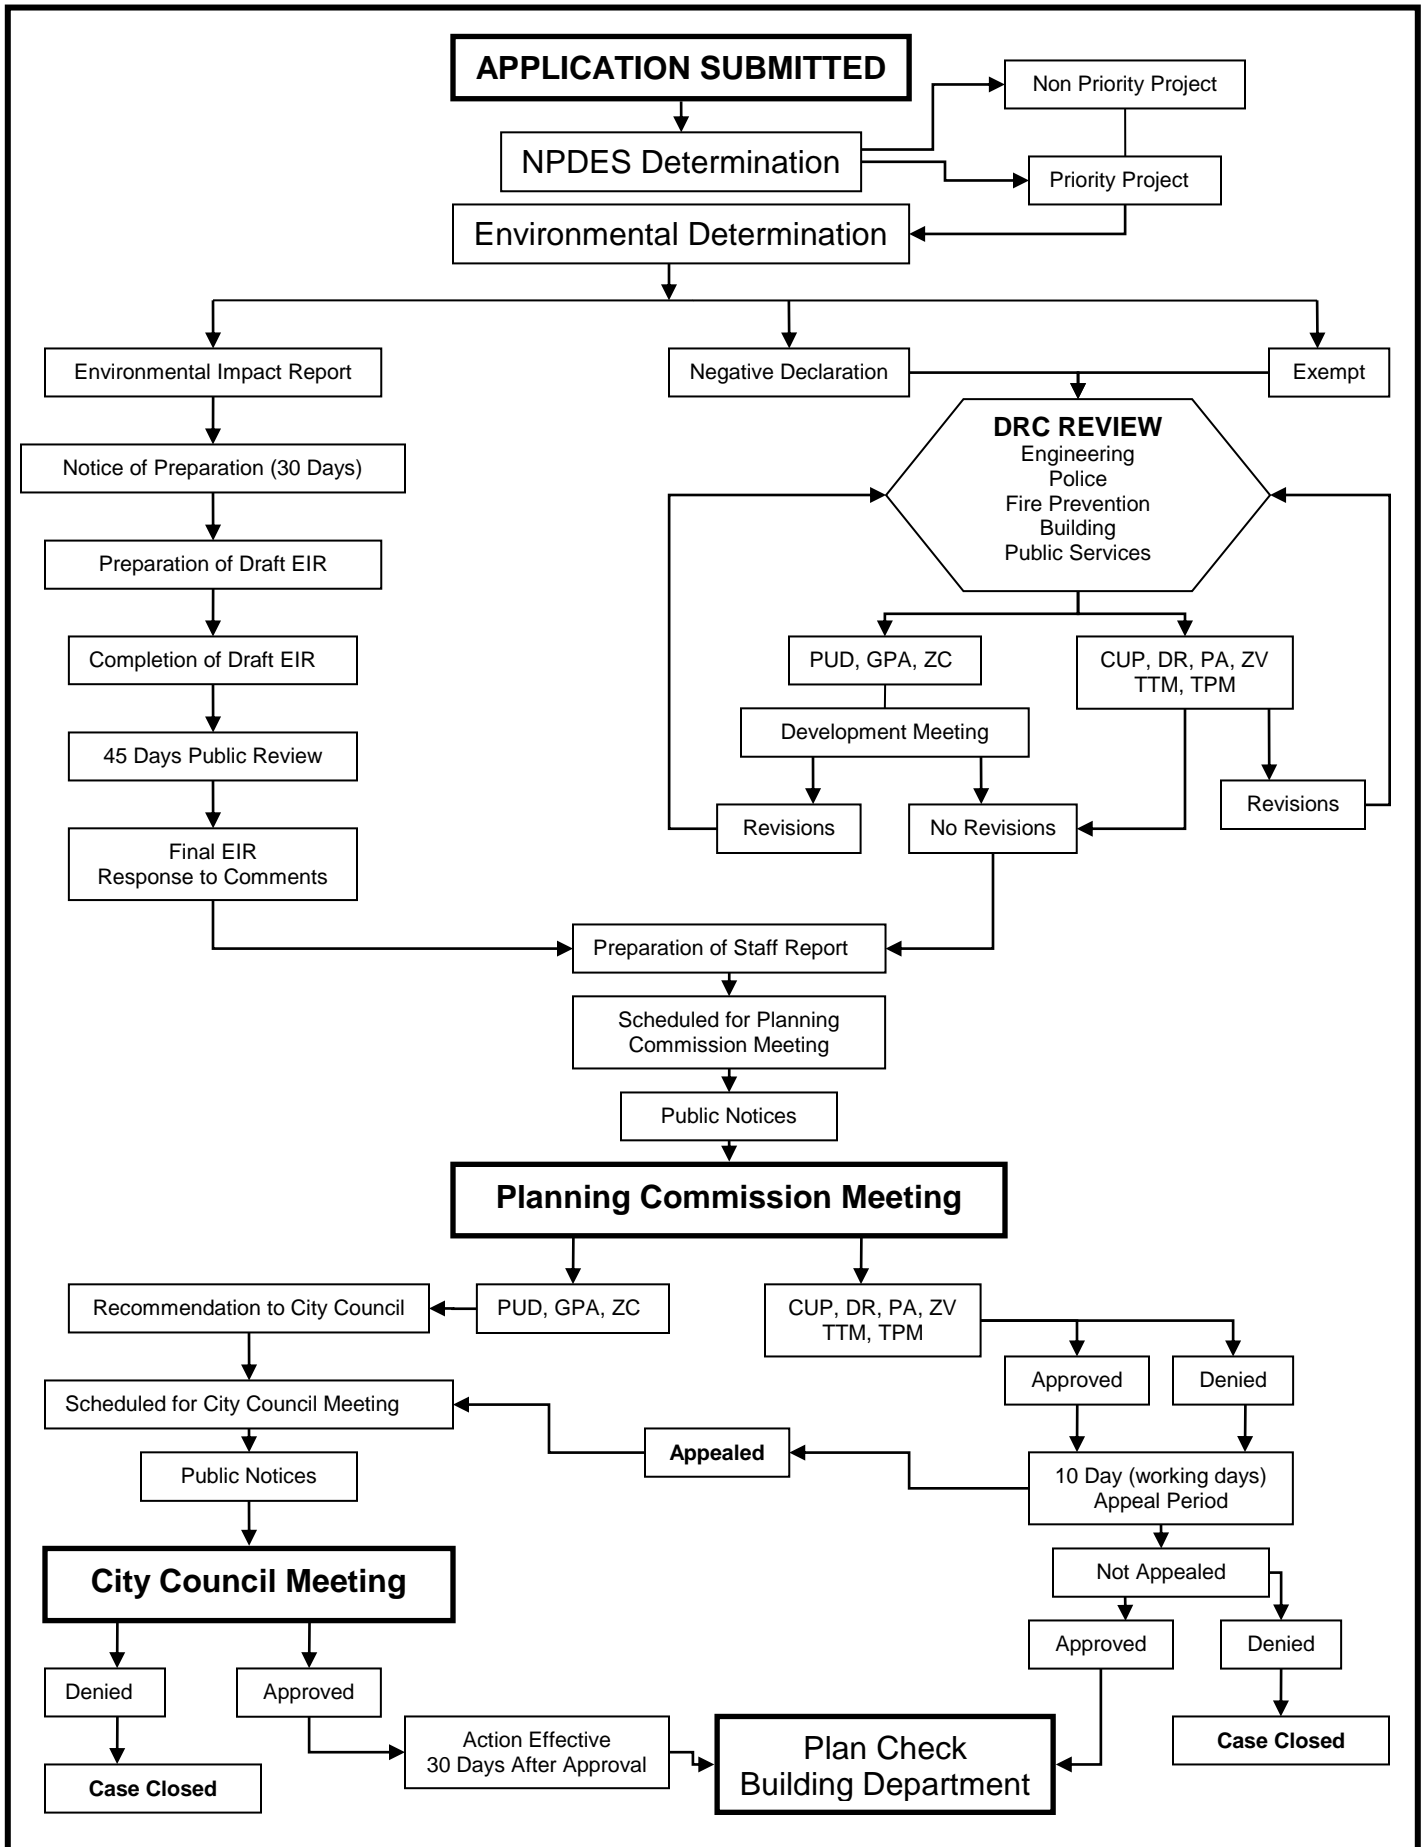 APPLICATION SUBMITTED
Non Priority Project
NPDES Determination
Priority Project
Environmental Determination
Environmental Impact Report
Negative Declaration
Exempt
DRC REVIEW
Engineering
Police
Fire Prevention
Building
Public Services
Notice of Preparation (30 Days)
Preparation of Draft EIR
Completion of Draft EIR
45 Days Public Review
Final EIR
Response to Comments
PUD, GPA, ZC
CUP, DR, PA, ZV
TTM, TPM
Development Meeting
Revisions
No Revisions
Revisions
Preparation of Staff Report
Scheduled for Planning
Commission Meeting
Public Notices
Planning Commission Meeting
Recommendation to City Council
PUD, GPA, ZC
CUP, DR, PA, ZV
TTM, TPM
Approved
Denied
Scheduled for City Council Meeting
Appealed
10 Day (working days)
Appeal Period
Public Notices
City Council Meeting
Not Appealed
Approved
Denied
Denied
Approved
Action Effective
30 Days After Approval
Plan Check
Building Department
Case Closed
Case Closed